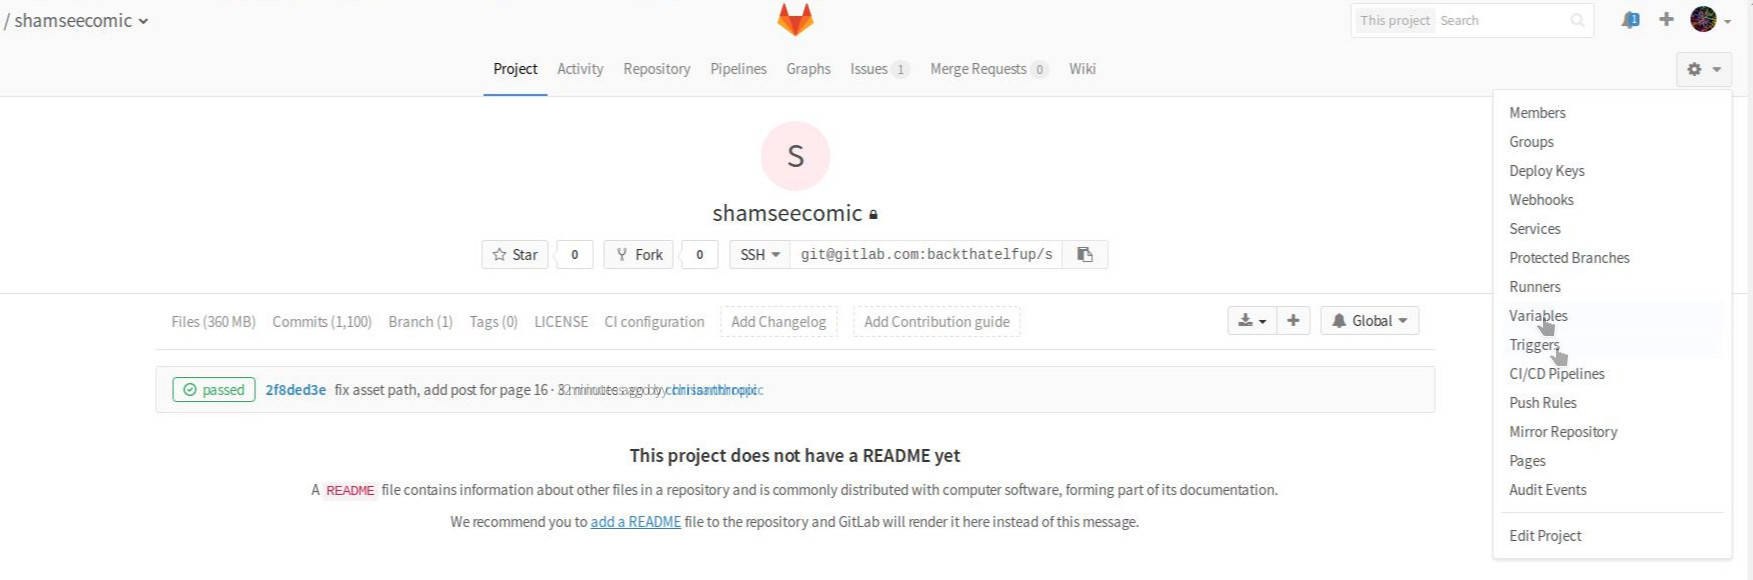 / shamseecomic
This project Search
1
Project Activity Repository Pipelines Graphs Issues 1 Merge Requests 0 Wiki
Members
Groups
Deploy Keys
Webhooks
Services
Protected Branches
Runners
Variables
Triggers
CI/CD Pipelines
Push Rules
Mirror Repository
Pages
Audit Events
Edit Project
S
shamseecomic
Star 0 Fork 0 SSH git@gitlab.com:backthatelfup/s
Files (360 MB) Commits (1,100) Branch (1) Tags (0) LICENSE CI configuration Add Changelog Add Contribution guide Global
passed 2f8ded3e fix asset path, add post for page 16 ·
This project does not have a README yet
A README file contains information about other files in a repository and is commonly distributed with computer software, forming part of its documentation.
We recommend you to add a README file to the repository and GitLab will render it here instead of this message.